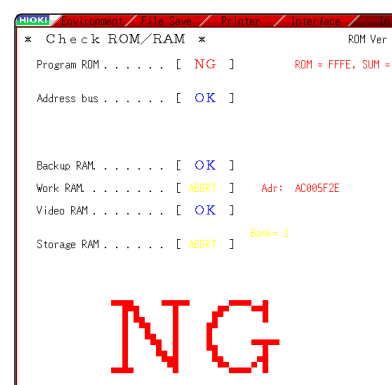 HIOKI Environment File Save Printer Interface In
* Check ROM/RAM * ROM Ver
Program ROM...... [ NG ] ROM = FFFE, SUM =
Address bus...... [ OK ]
Backup RAM....... [ OK ]
Work RAM........ [ ABORT ] Adr: AC005F2E
Video RAM....... [ OK ]
Bank= 1
Storage RAM...... [ ABORT ]
NG